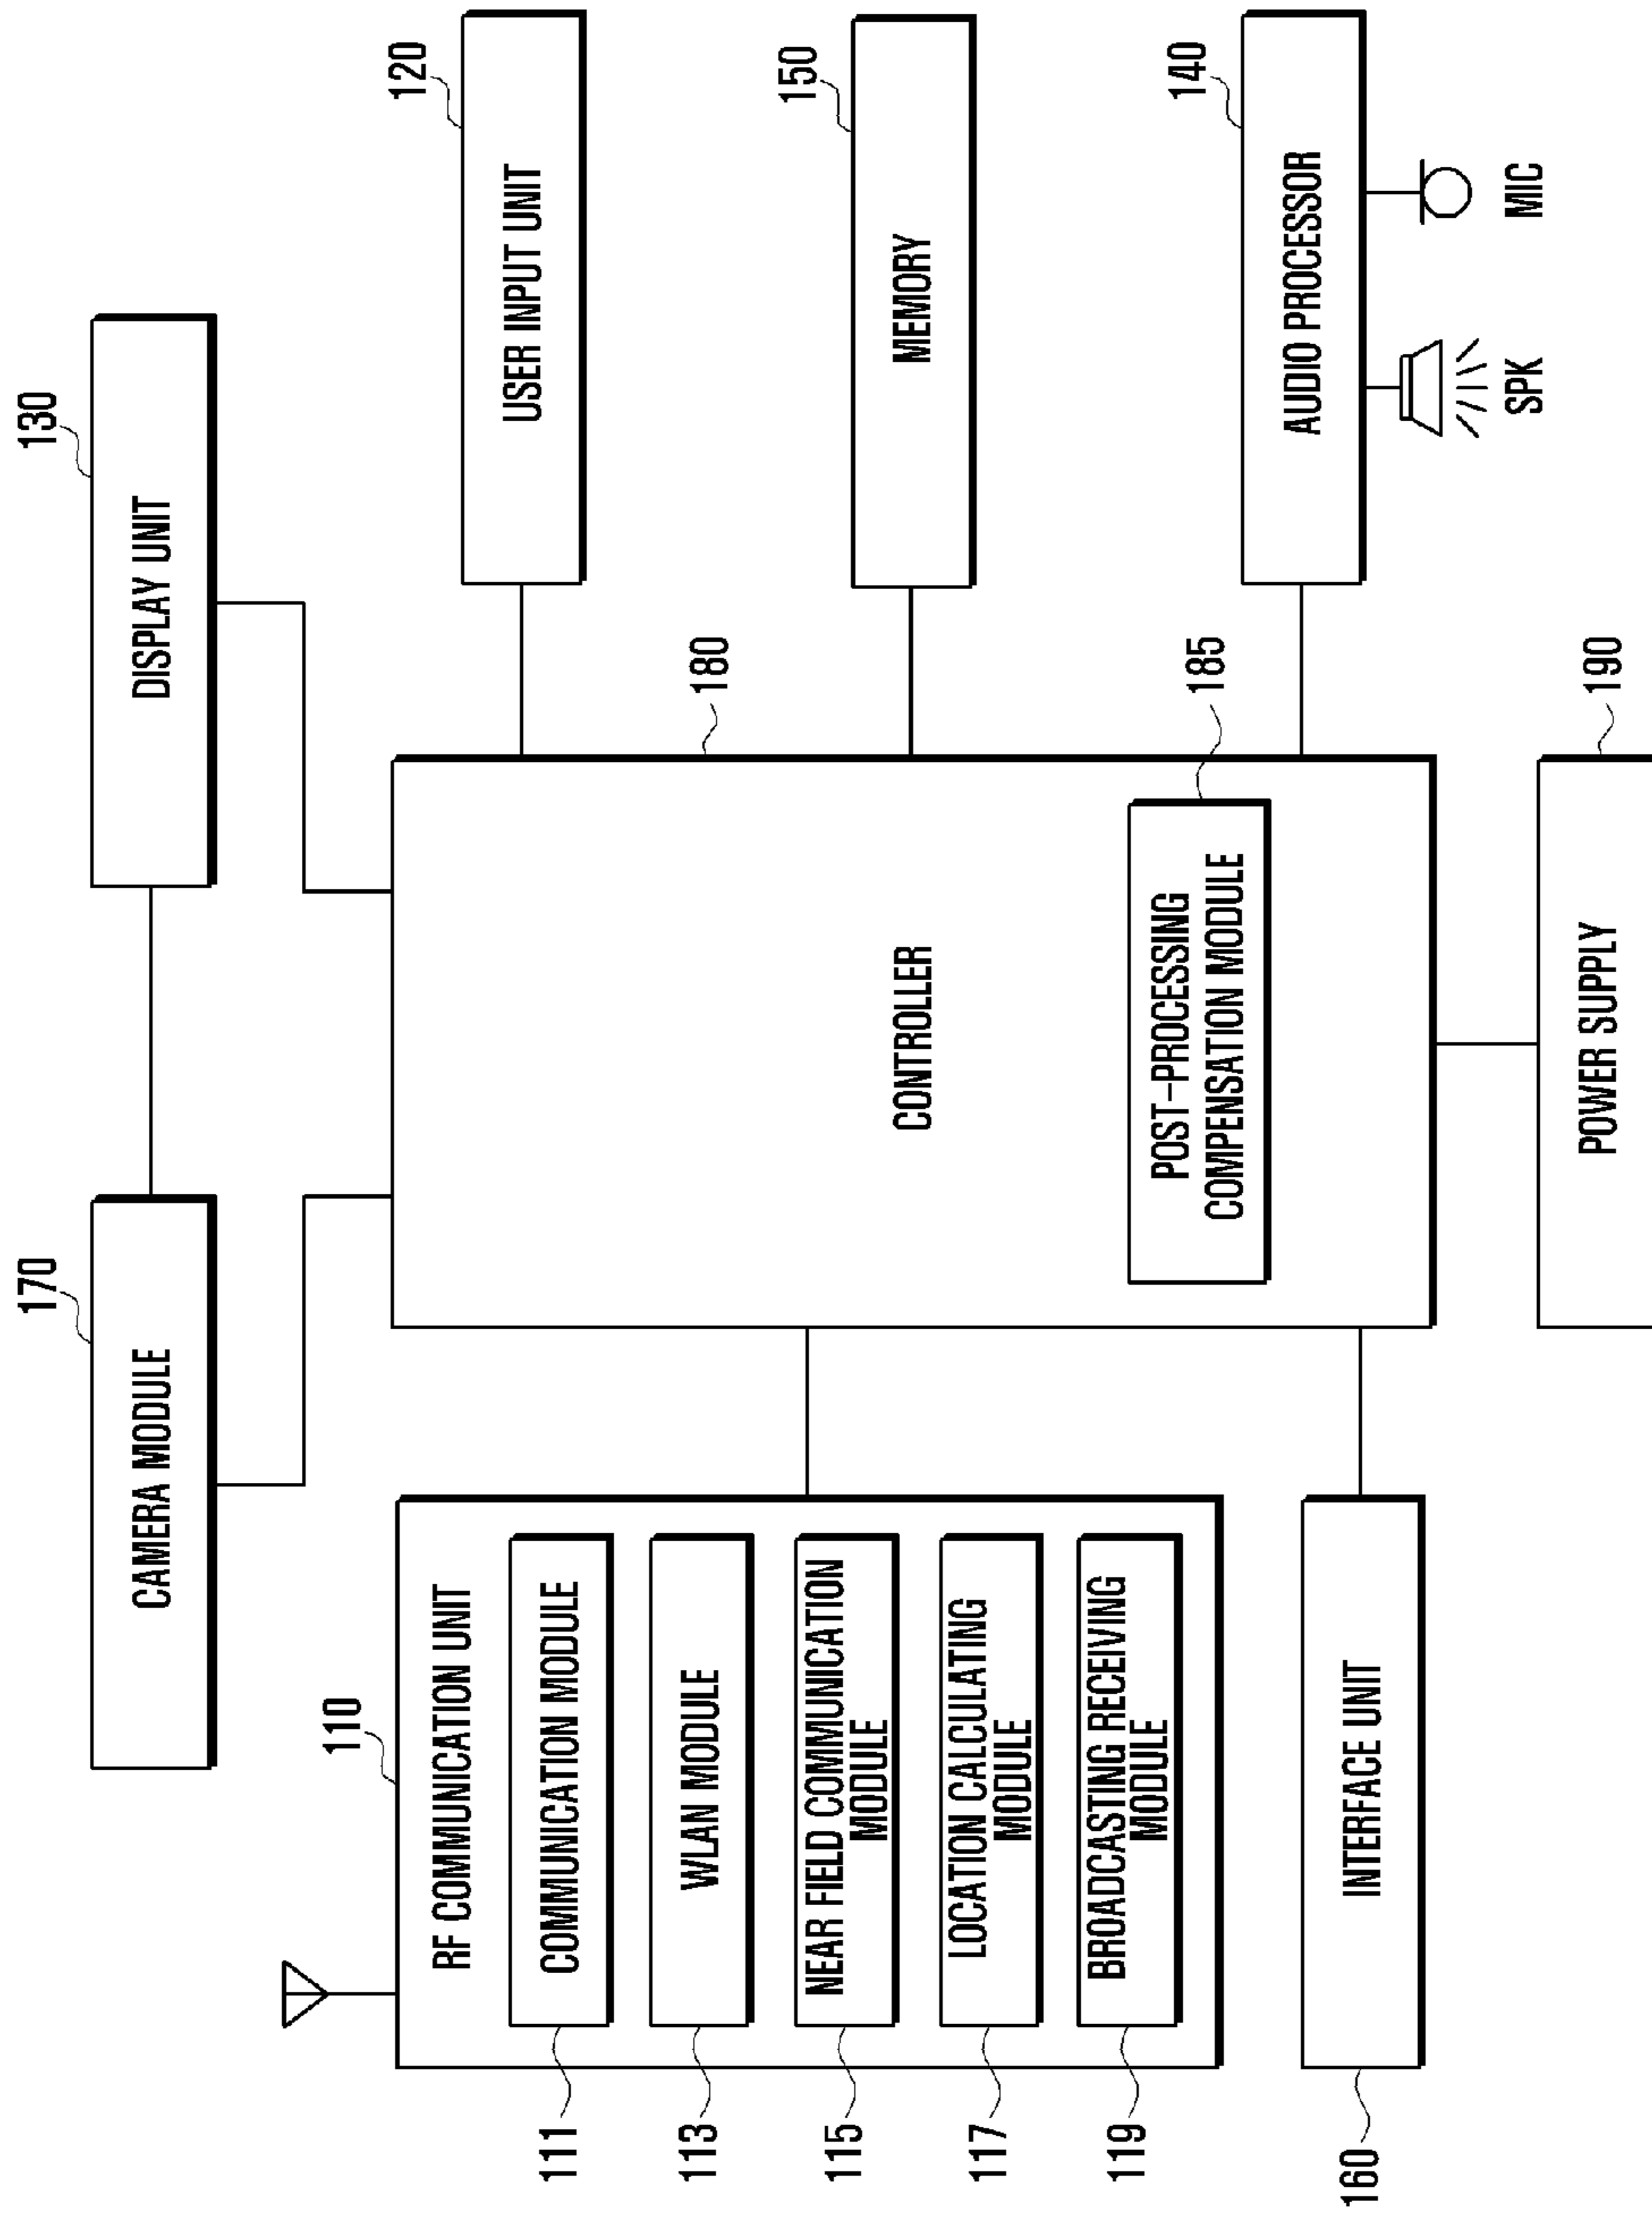 170
CAMERA MODULE
130
DISPLAY UNIT
110
RF COMMUNICATION UNIT
111
COMMUNICATION MODULE
113
WLAN MODULE
115
NEAR FIELD COMMUNICATION
MODULE
117
LOCATION CALCULATING
MODULE
119
BROADCASTING RECEIVING
MODULE
160
INTERFACE UNIT
180
CONTROLLER
185
POST-PROCESSING
COMPENSATION MODULE
190
POWER SUPPLY
120
USER INPUT UNIT
150
MEMORY
140
AUDIO PROCESSOR
SPK
MIC